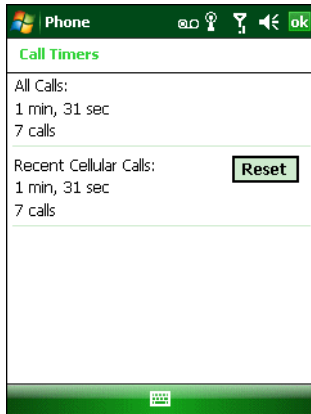 Phone
ok
Call Timers
All Calls:
1 min, 31 sec
7 calls
Recent Cellular Calls:
Reset
1 min, 31 sec
7 calls